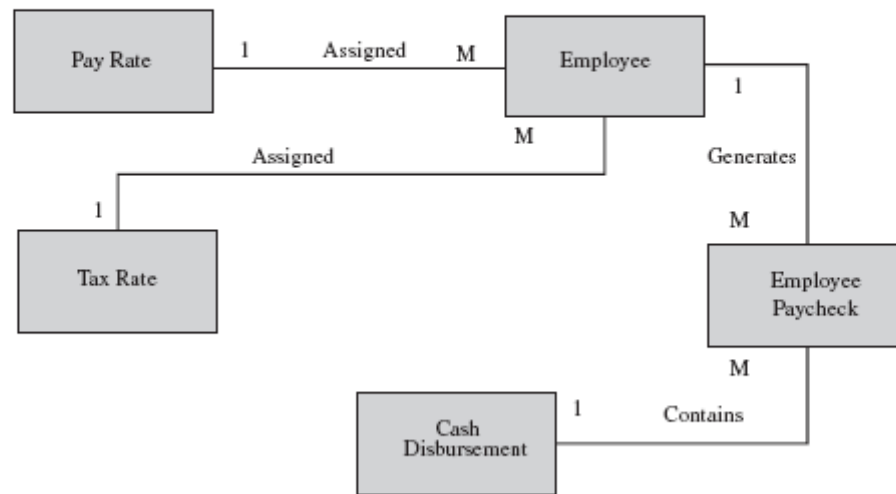 Pay Rate
1
Assigned
M
Employee
1
M
Assigned
Generates
1
M
Tax Rate
Employee
Paycheck
M
1
Contains
Cash
Disbursement